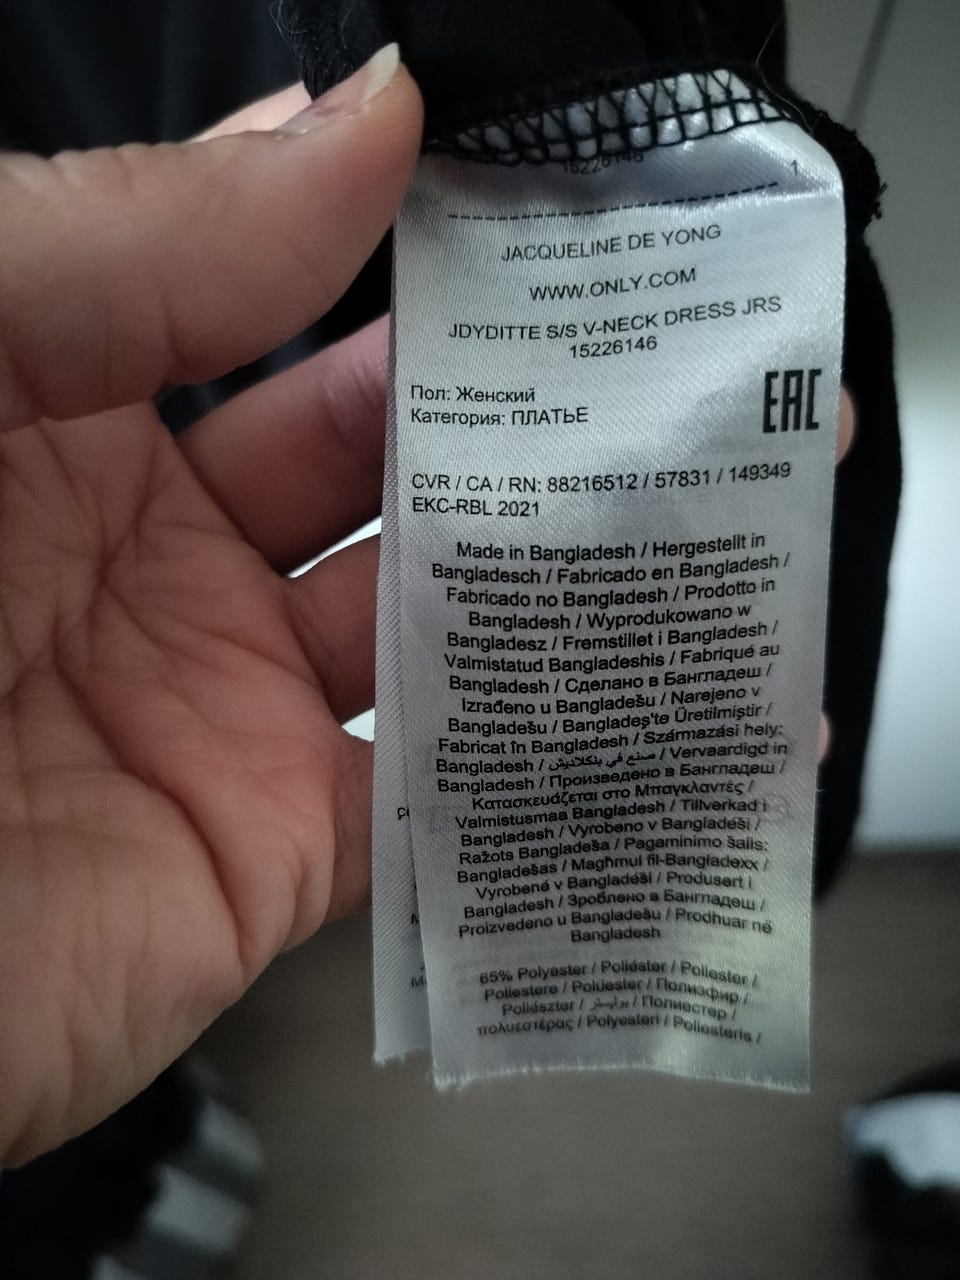 15226146
1
JACQUELINE DE YONG
WWW.ONLY.COM
JDYDITTE S/S V-NECK DRESS JRS
15226146
Пол: Женский
Категория: ПЛАТЬЕ
EAC
CVR / CA / RN: 88216512 / 57831 / 149349
EKC-RBL 2021
Made in Bangladesh / Hergestellt in
Bangladesch / Fabricado en Bangladesh /
Fabricado no Bangladesh / Prodotto in
Bangladesh / Wyprodukowano w
Bangladesz / Fremstillet i Bangladesh /
Valmistatud Bangladeshis / Fabriqué au
Bangladesh / Сделано в Бангладеш /
Izrađeno u Bangladešu / Narejeno v
Bangladešu / Bangladeş'te Üretilmiştir /
Fabricat în Bangladesh / Származási hely:
Bangladesh / صنع في بنكلاديش / Vervaardigd in
Bangladesh / Произведено в Бангладеш /
Κατασκευάζεται στο Μπαγκλαντές /
Valmistusmaa Bangladesh / Tillverkad i
Bangladesh / Vyrobeno v Bangladéši /
Ražots Bangladeša / Pagaminimo šalis:
Bangladešas / Magħmul fil-Bangladexx /
Vyrobené v Bangladéši / Produsert i
Bangladesh / Зроблено в Бангладеш /
Proizvedeno u Bangladešu / Prodhuar në
Bangladesh
65% Polyester / Poliéster / Poliester /
Poliestere / Polüester / Полиэфир /
Poliészter / بوليستر / Полиестер /
πολυεστέρας / Polyesteri / Poliesteris /